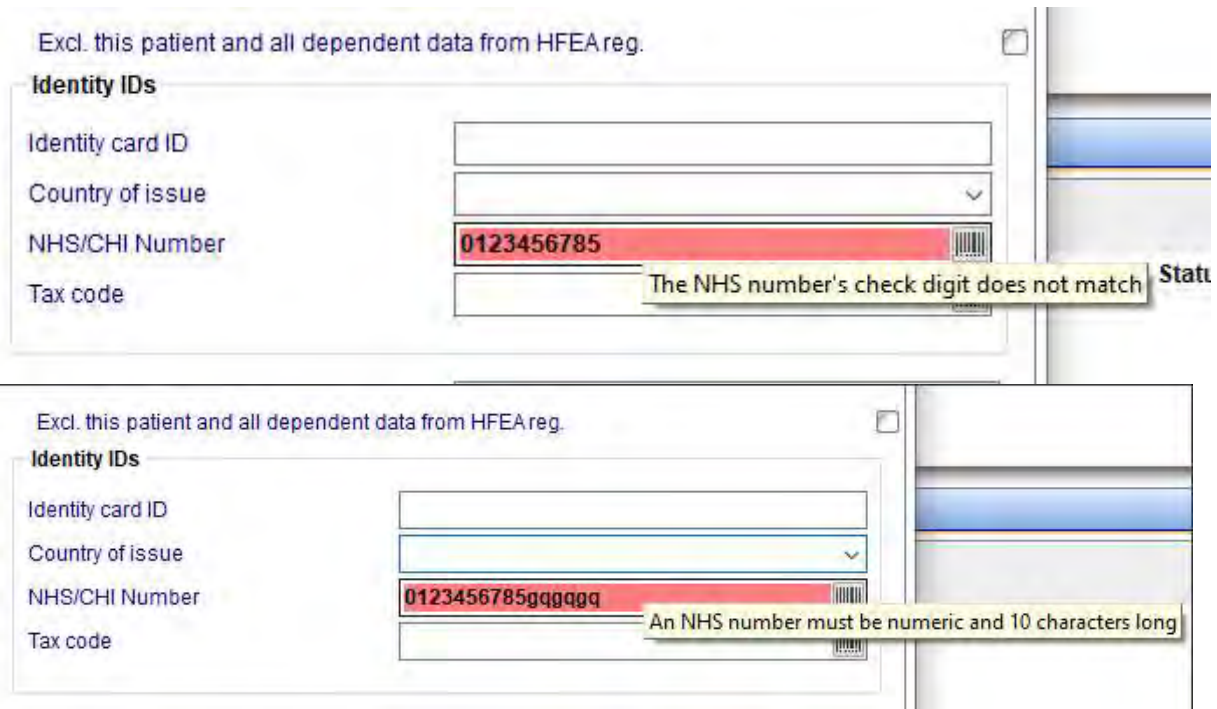 Excl. this patient and all dependent data from HFEA reg.
Identity IDs
Identity card ID
Country of issue
NHS/CHI Number 0123456785
The NHS number's check digit does not match
Statu
Tax code
Excl. this patient and all dependent data from HFEA reg.
Identity IDs
Identity card ID
Country of issue
NHS/CHI Number 0123456785gqgqgq
An NHS number must be numeric and 10 characters long
Tax code